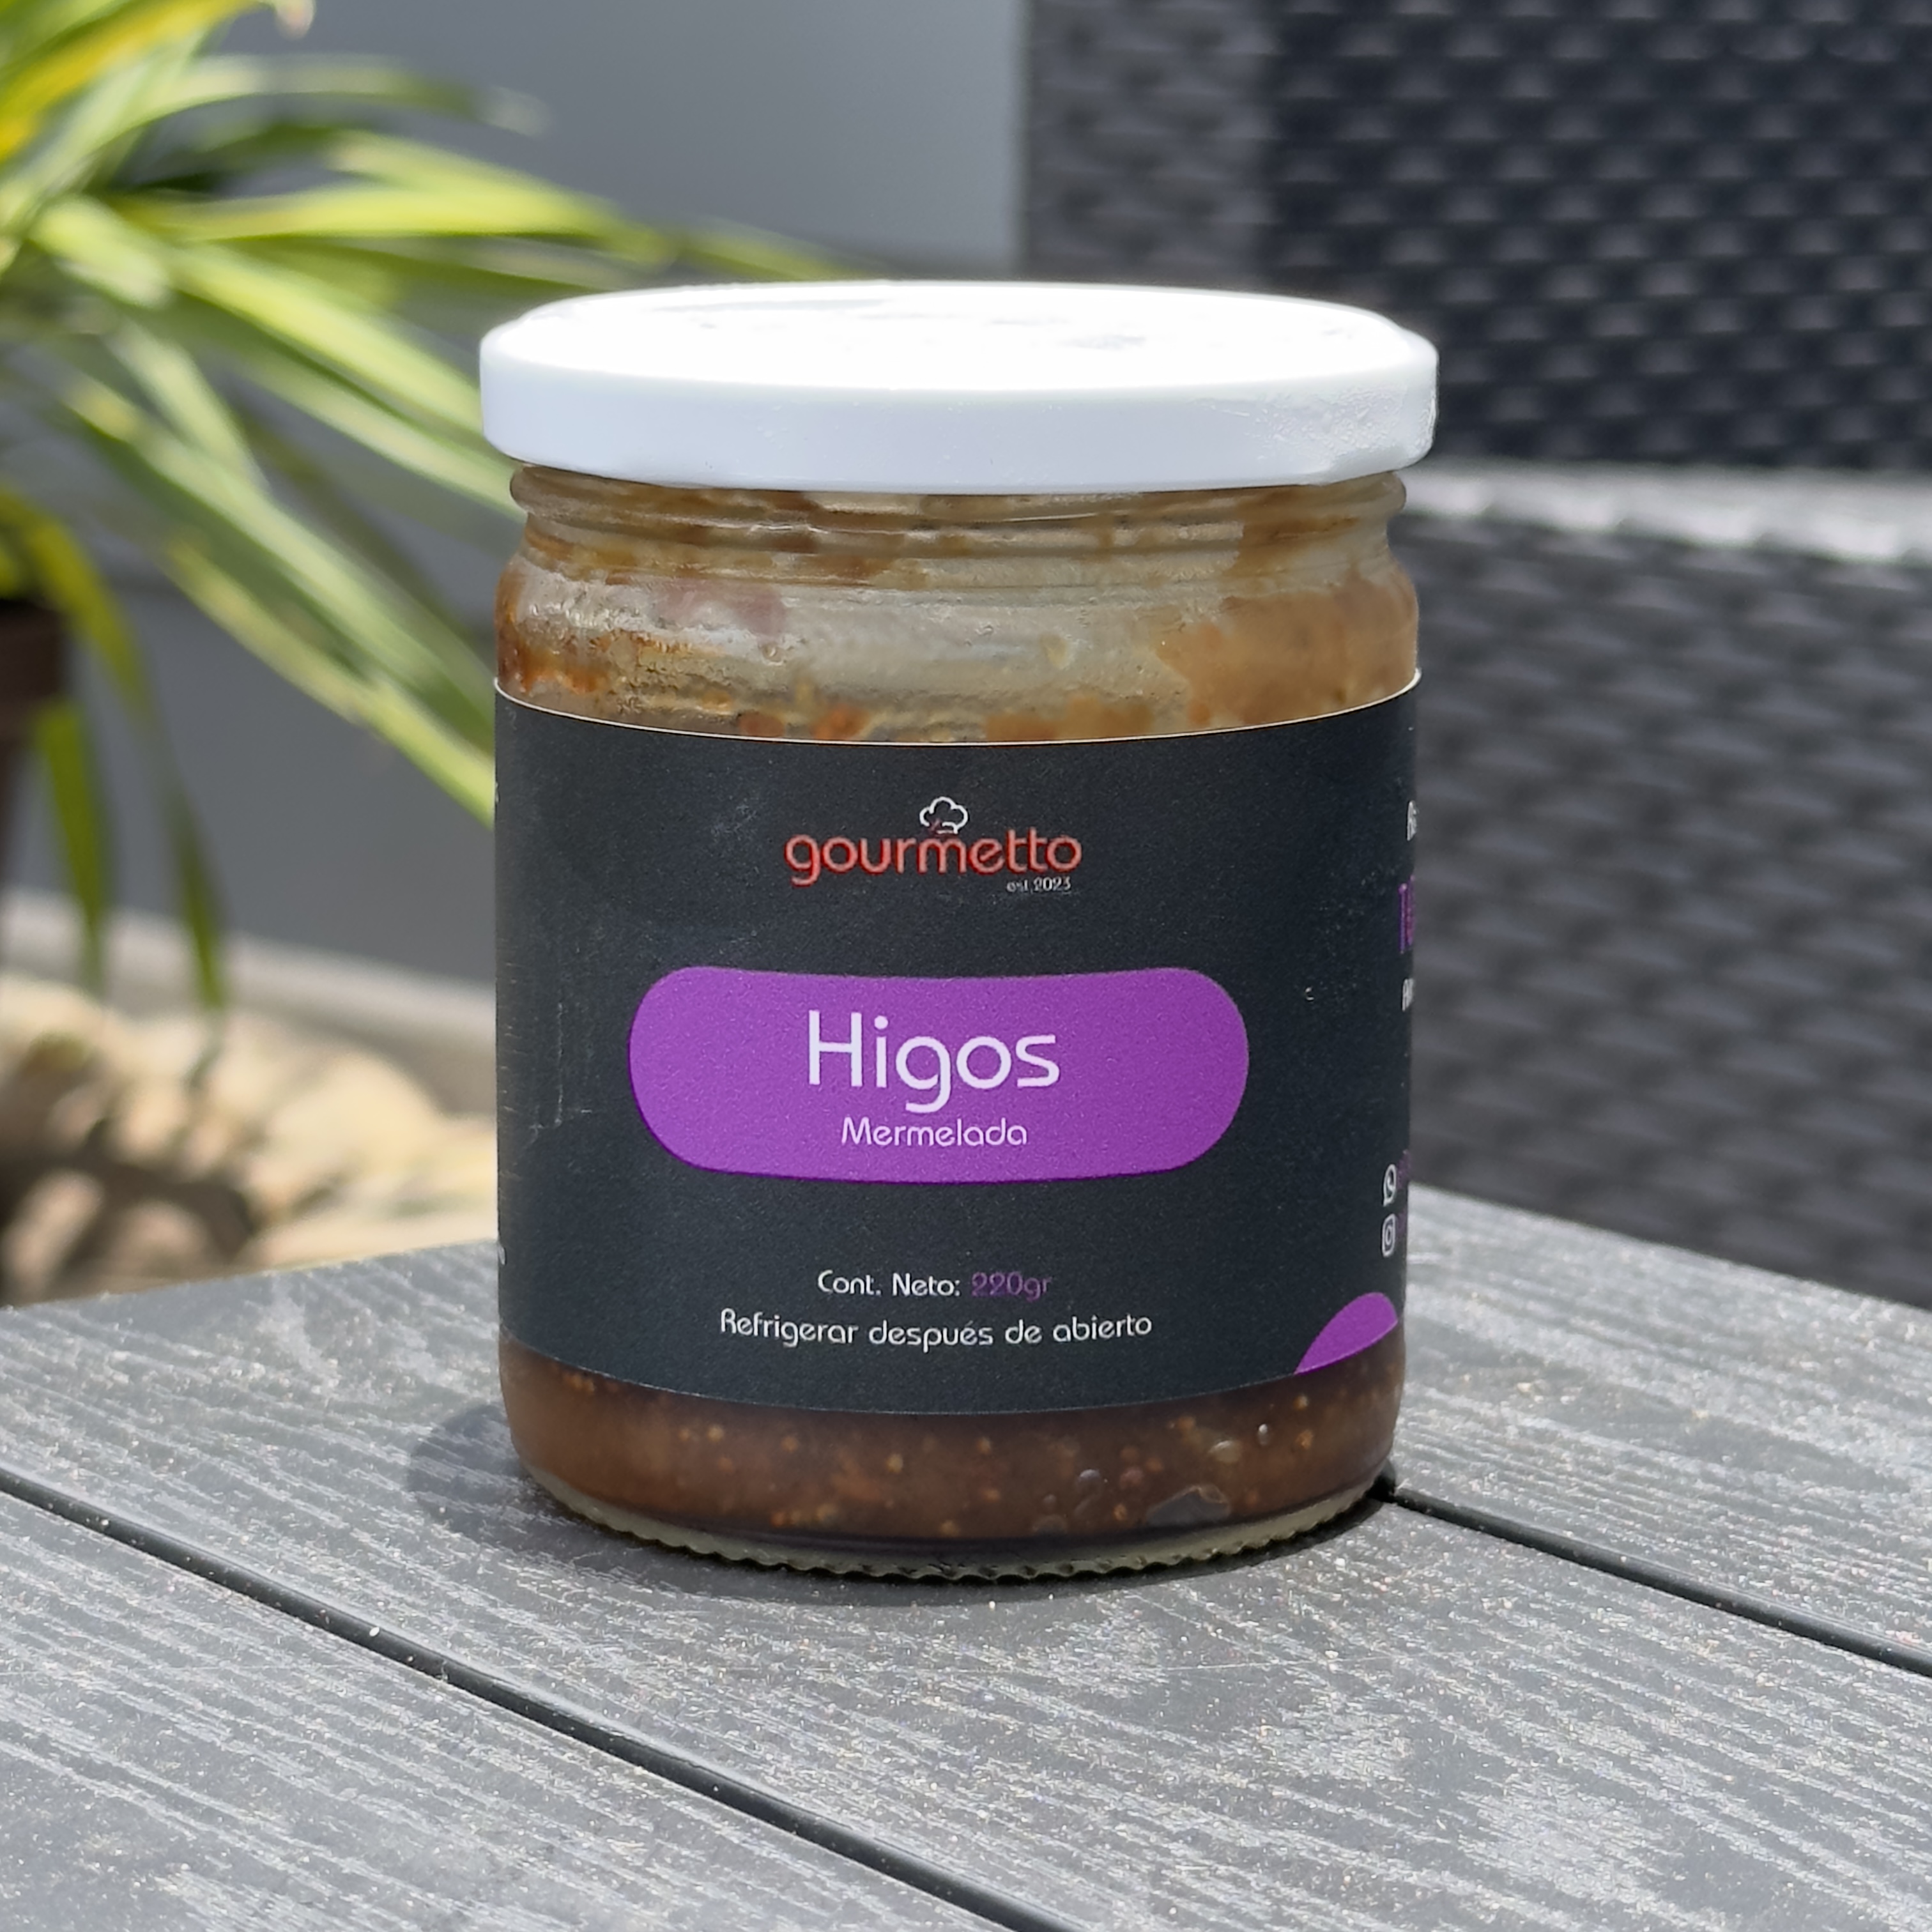 gourmetto
est.2023
Higos
Mermelada
Cont. Neto: 220gr
Refrigerar después de abierto